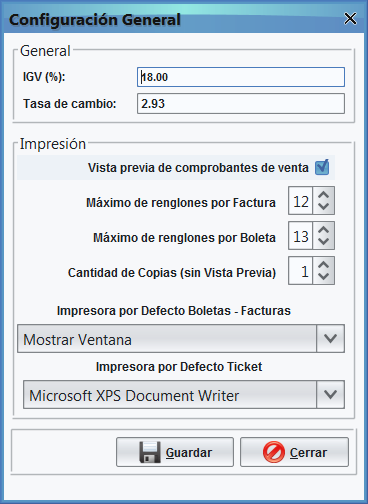 Configuración General
General
IGV (%): 18.00
Tasa de cambio: 2.93
Impresión
Vista previa de comprobantes de venta
Máximo de renglones por Factura 12
Máximo de renglones por Boleta 13
Cantidad de Copias (sin Vista Previa) 1
Impresora por Defecto Boletas - Facturas
Mostrar Ventana
Impresora por Defecto Ticket
Microsoft XPS Document Writer
Guardar Cerrar